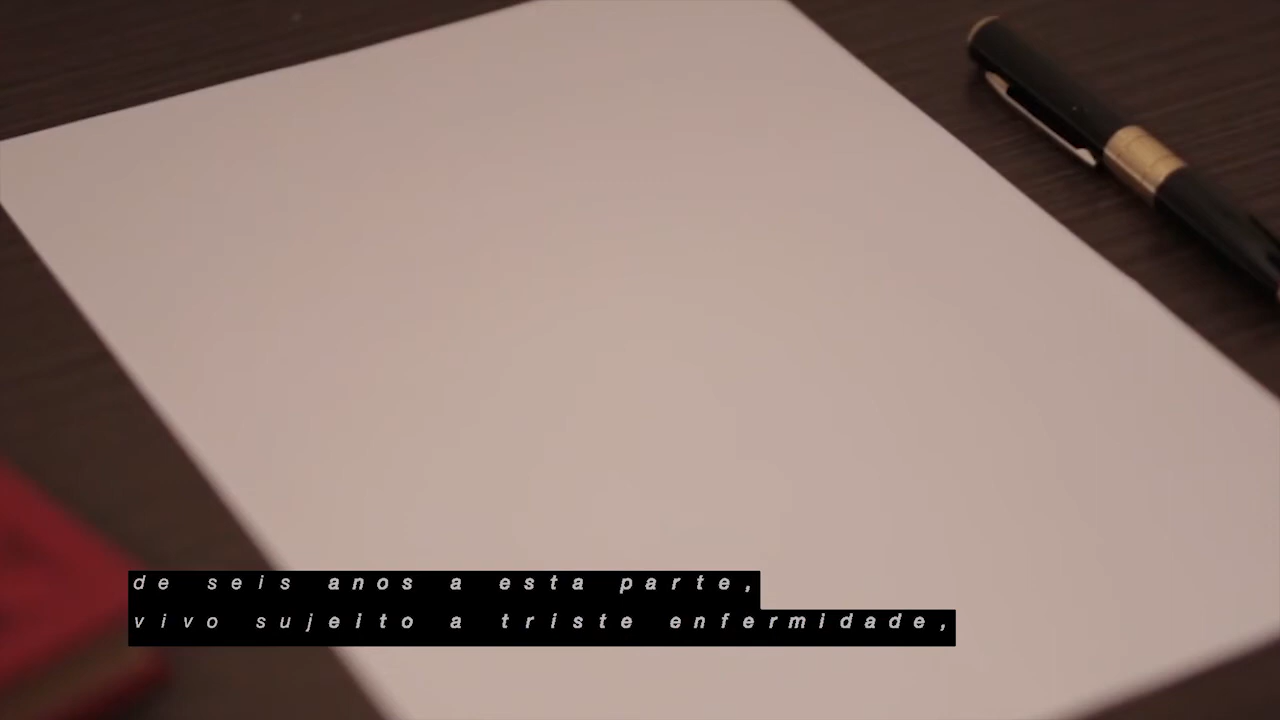 de seis anos a esta parte,
vivo sujeito a triste enfermidade,